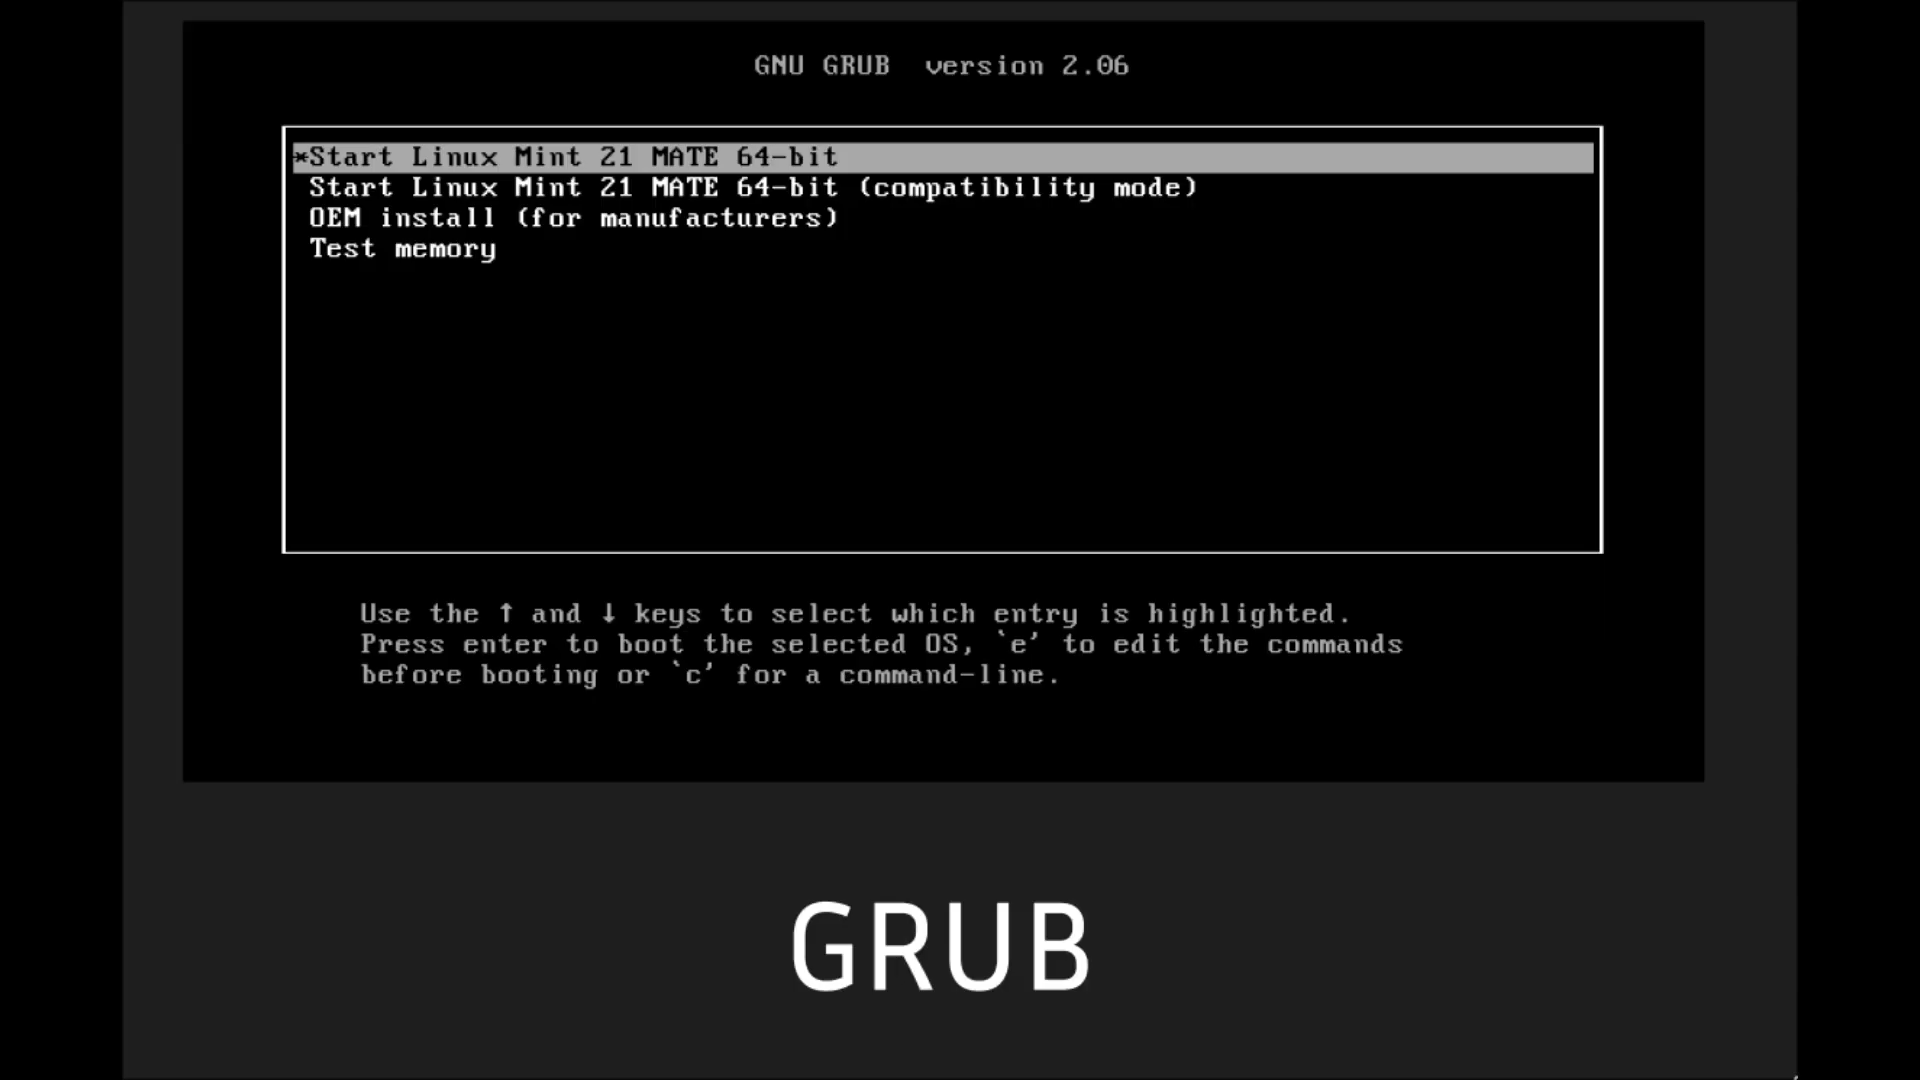 GNU GRUB  version 2.06
*Start Linux Mint 21 MATE 64-bit
Start Linux Mint 21 MATE 64-bit (compatibility mode)
OEM install (for manufacturers)
Test memory
Use the ↑ and ↓ keys to select which entry is highlighted.
Press enter to boot the selected OS, `e' to edit the commands
before booting or `c' for a command-line.
GRUB